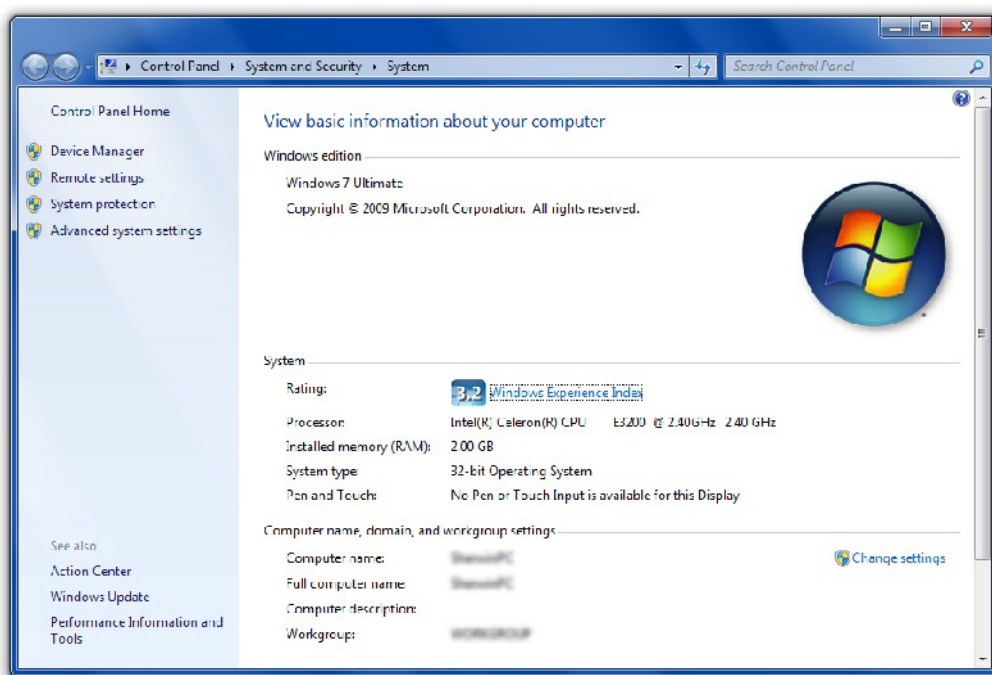 Control Panel ▸ System and Security ▸ System
Search Control Panel
Control Panel Home
Device Manager
Remote settings
System protection
Advanced system settings
See also
Action Center
Windows Update
Performance Information and
Tools
View basic information about your computer
Windows edition
Windows 7 Ultimate
Copyright © 2009 Microsoft Corporation. All rights reserved.
System
Rating: 3.2 Windows Experience Index
Processor: Intel(R) Celeron(R) CPU E3200 @ 2.40GHz 2.40 GHz
Installed memory (RAM): 2.00 GB
System type: 32-bit Operating System
Pen and Touch: No Pen or Touch Input is available for this Display
Computer name, domain, and workgroup settings
Computer name:
Change settings
Full computer name:
Computer description:
Workgroup: